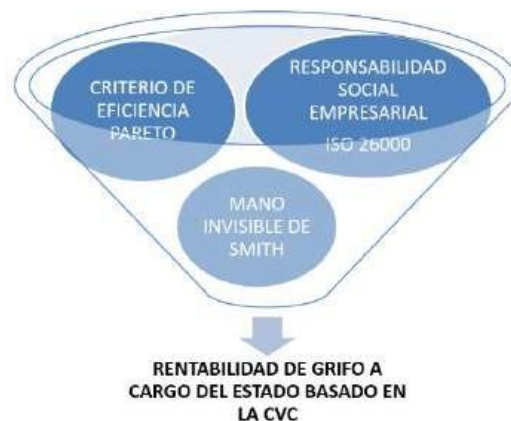 CRITERIO DE
EFICIENCIA
PARETO
RESPONSABILIDAD
SOCIAL
EMPRESARIAL
ISO 26000
MANO
INVISIBLE DE
SMITH
RENTABILIDAD DE GRIFO A
CARGO DEL ESTADO BASADO EN
LA CVC